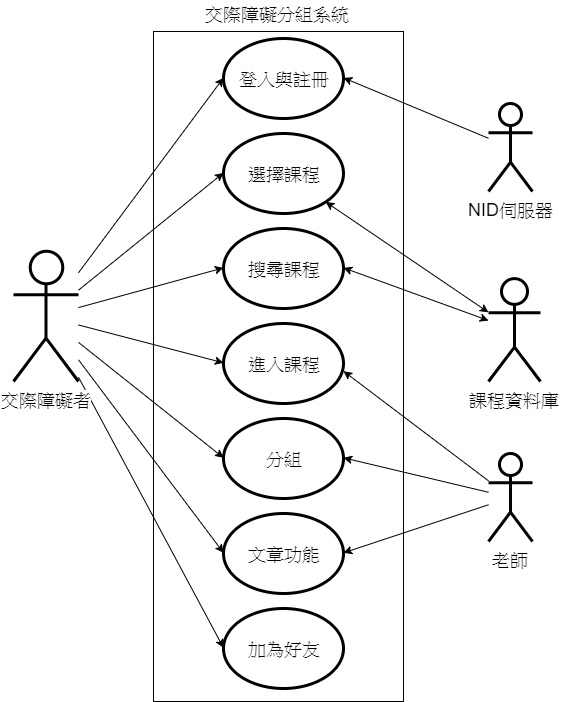 交際障礙分組系統
登入與註冊
選擇課程
搜尋課程
進入課程
分組
文章功能
加為好友
交際障礙者
NID伺服器
課程資料庫
老師